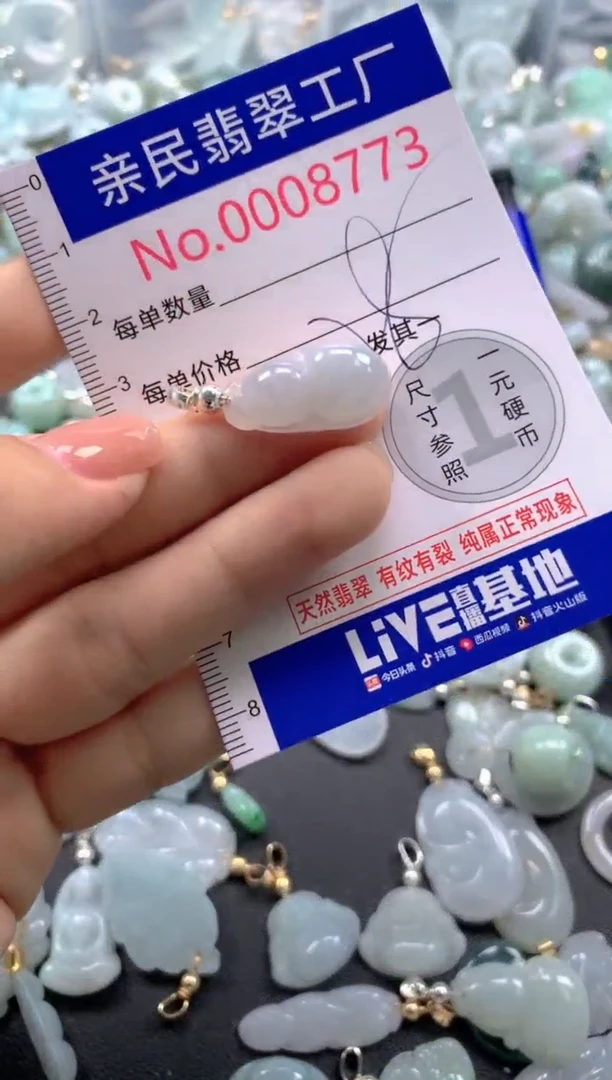 亲民翡翠工厂
No.0008773
每单数量
每单价格
发其一
一元硬币
1
尺寸参照
天然翡翠 有纹有裂 纯属正常现象
LiVE直播基地
今日头条 抖音 西瓜视频 抖音火山版
0
1
2
3
7
8